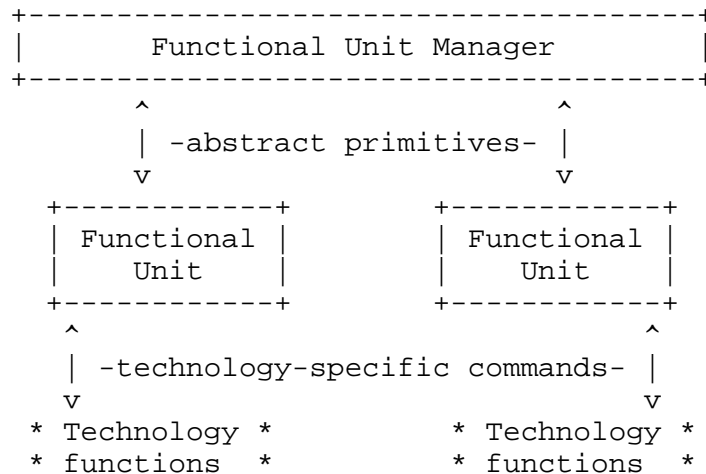 +----------------------------------------+
| Functional Unit Manager |
+----------------------------------------+
^ ^
| -abstract primitives- |
v v
+------------+ +------------+
| Functional | | Functional |
| Unit | | Unit |
+------------+ +------------+
^ ^
| -technology-specific commands- |
v v
* Technology * * Technology *
* functions * * functions *